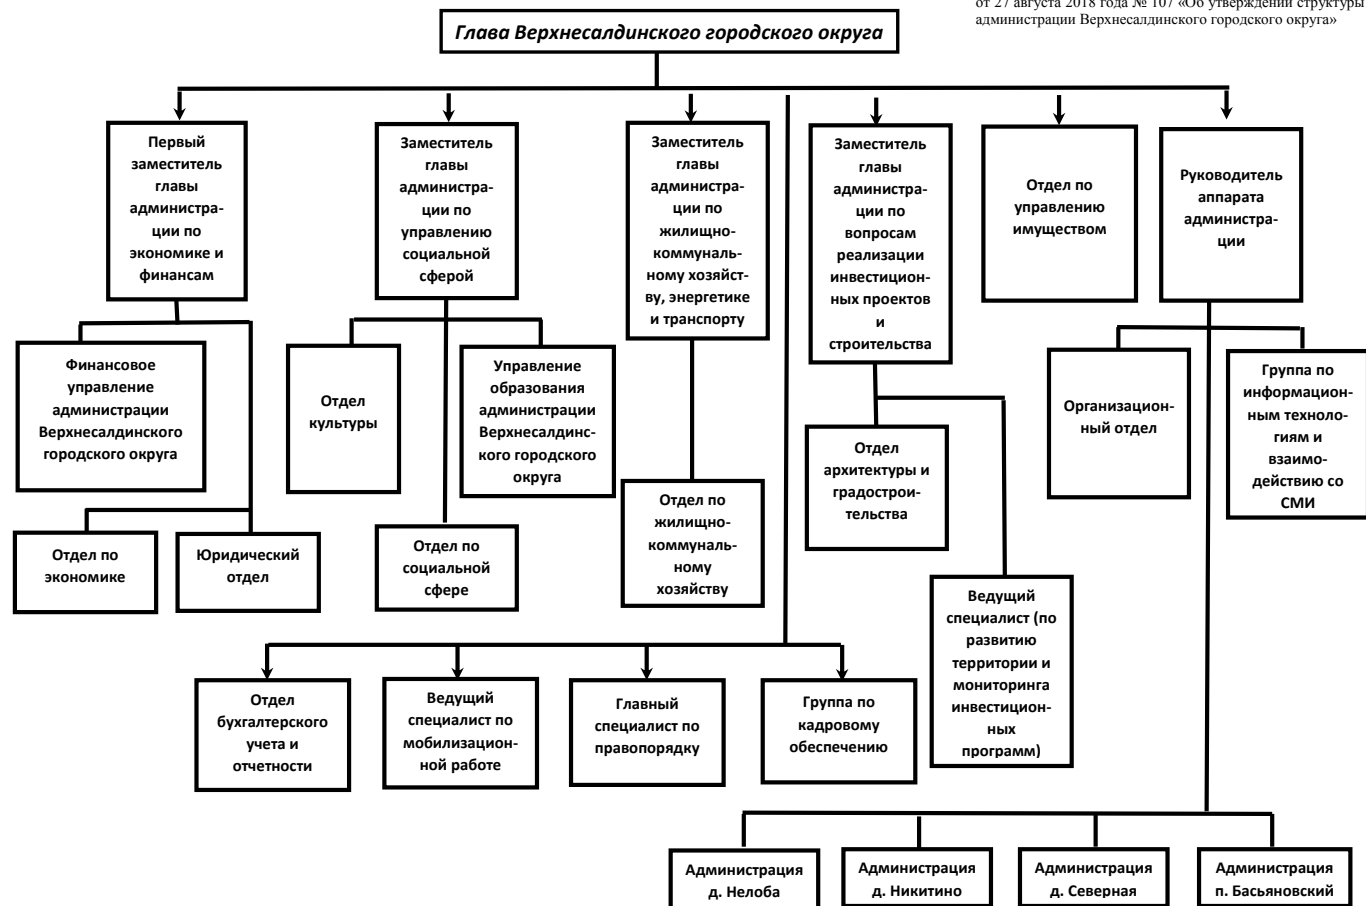 от 27 августа 2018 года № 107 «Об утверждении структуры
администрации Верхнесалдинского городского округа»
Глава Верхнесалдинского городского округа
Первый
заместитель
главы
администра-
ции по
экономике и
финансам
Заместитель
главы
администра-
ции по
управлению
социальной
сферой
Заместитель
главы
администра-
ции по
жилищно-
коммуналь-
ному хозяйст-
ву, энергетике
и транспорту
Заместитель
главы
администра-
ции по
вопросам
реализации
инвестицион-
ных проектов
и
строительства
Отдел по
управлению
имуществом
Руководитель
аппарата
администра-
ции
Финансовое
управление
администрации
Верхнесалдинского
городского округа
Отдел
культуры
Управление
образования
администрации
Верхнесалдинс-
кого городского
округа
Организацион-
ный отдел
Группа по
информацион-
ным техноло-
гиям и
взаимо-
действию со
СМИ
Отдел
архитектуры и
градострои-
тельства
Отдел по
экономике
Юридический
отдел
Отдел по
социальной
сфере
Отдел по
жилищно-
коммуналь-
ному
хозяйству
Ведущий
специалист (по
развитию
территории и
мониторинга
инвестицион-
ных
программ)
Отдел
бухгалтерского
учета и
отчетности
Ведущий
специалист по
мобилизацион-
ной работе
Главный
специалист по
правопорядку
Группа по
кадровому
обеспечению
Администрация
д. Нелоба
Администрация
д. Никитино
Администрация
д. Северная
Администрация
п. Басьяновский